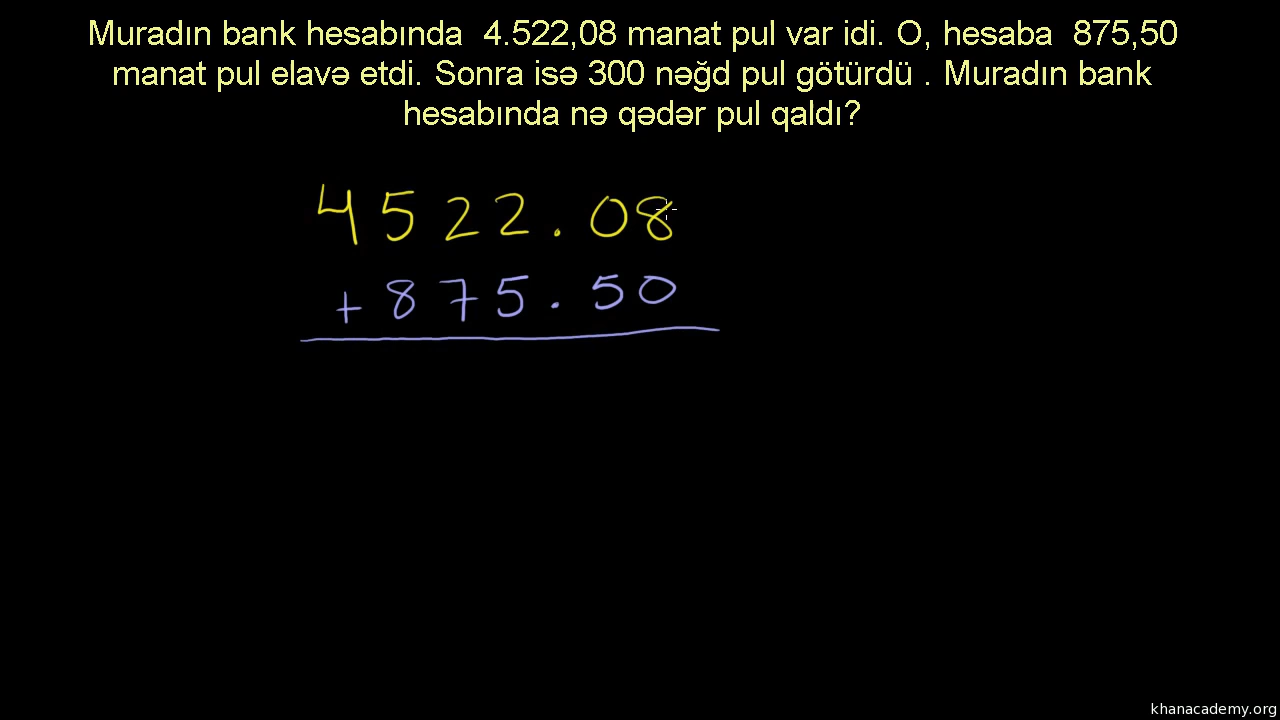 Muradın bank hesabında 4.522,08 manat pul var idi. O, hesaba 875,50
manat pul elavə etdi. Sonra isə 300 nəğd pul götürdü . Muradın bank
hesabında nə qədər pul qaldı?
4522.08
+ 875.50
khanacademy.org